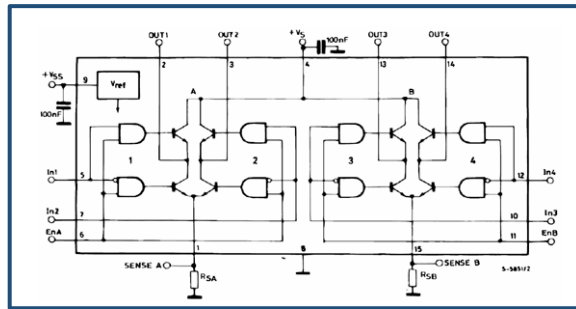 OUT1
OUT2
+VS
100nF
OUT3
OUT4
2
3
4
13
14
+VSS
9
Vref
100nF
A
B
1
2
3
4
In1
5
12
In4
In2
7
10
In3
EnA
6
11
EnB
1
8
15
SENSE A
SENSE B
RSA
RSB
S-5851/2